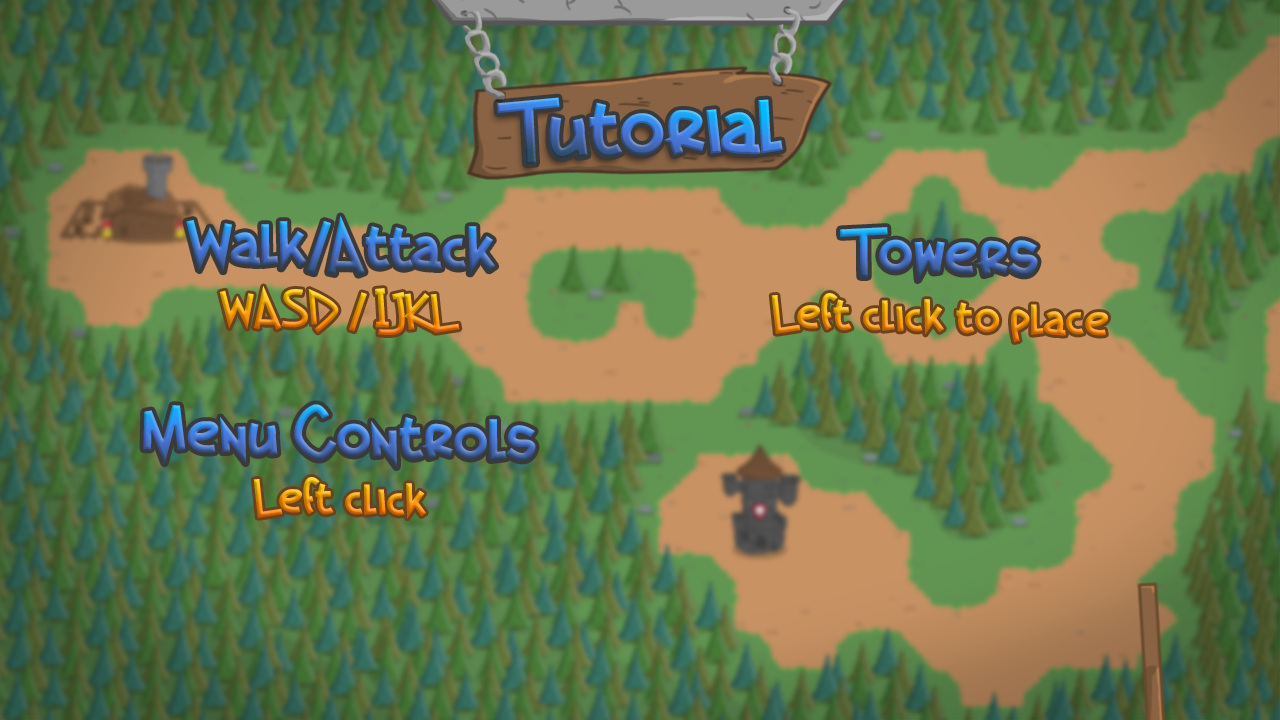 Tutorial
Walk/Attack
WASD / IJKL
Towers
Left click to place
Menu Controls
Left click